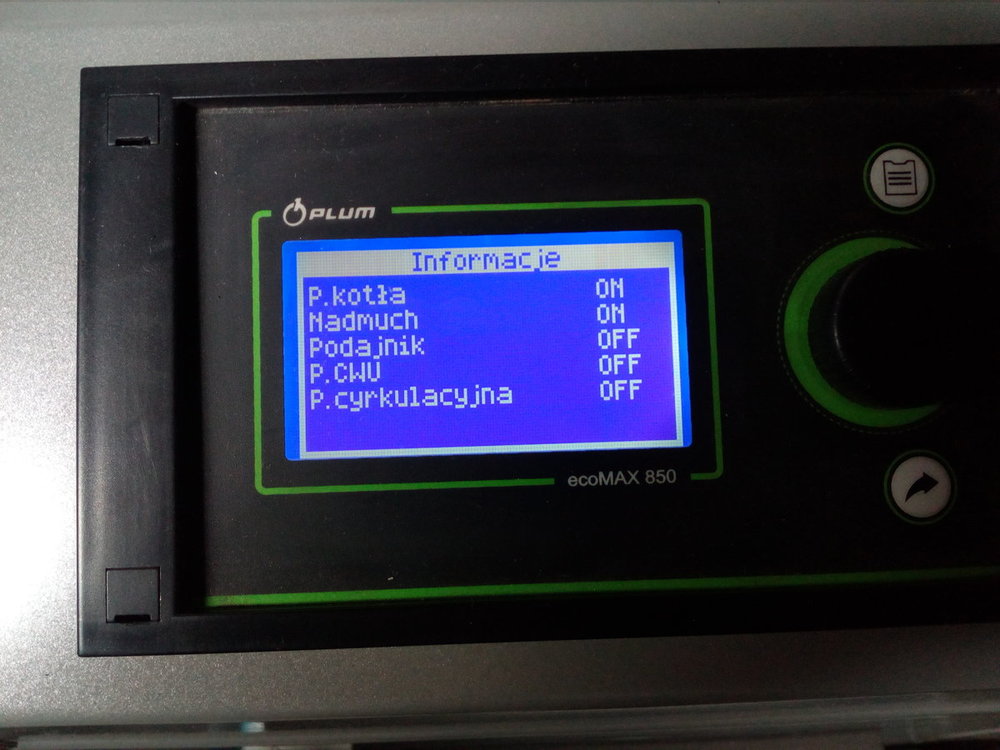 PLUM
Informacje
P.kotła ON
Nadmuch ON
Podajnik OFF
P.CWU OFF
P.cyrkulacyjna OFF
ecoMAX 850